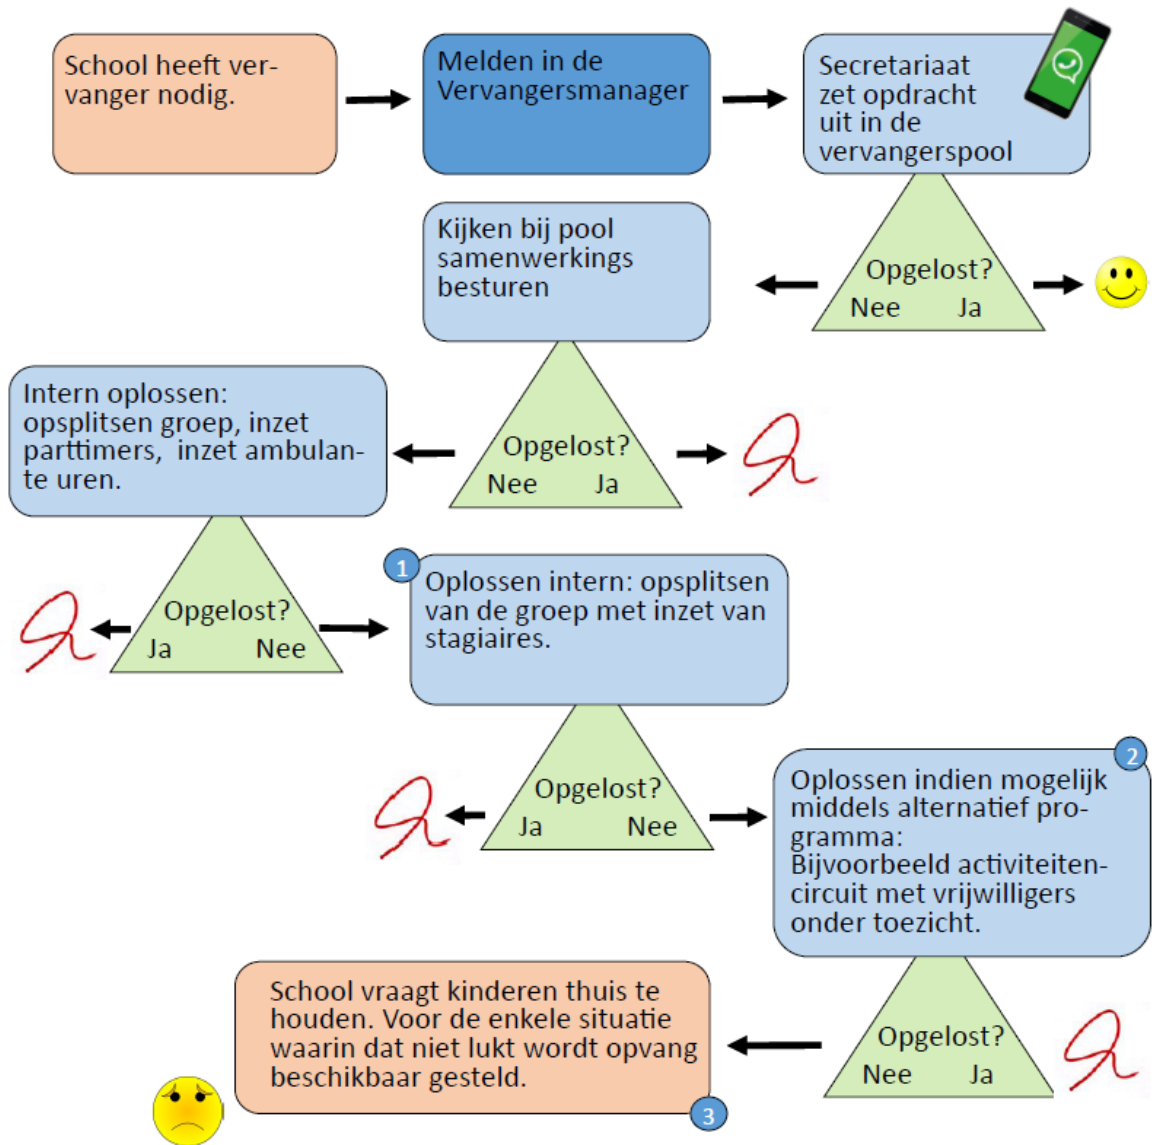 School heeft ver-
vanger nodig.
Melden in de
Vervangersmanager
Secretariaat
zet opdracht
uit in de
vervangerspool
Opgelost?
Nee Ja
Kijken bij pool
samenwerkings
besturen
Opgelost?
Nee Ja
Intern oplossen:
opsplitsen groep, inzet
parttimers, inzet ambulan-
te uren.
Opgelost?
Ja Nee
1
Oplossen intern: opsplitsen
van de groep met inzet van
stagiaires.
Opgelost?
Ja Nee
2
Oplossen indien mogelijk
middels alternatief pro-
gramma:
Bijvoorbeeld activiteiten-
circuit met vrijwilligers
onder toezicht.
Opgelost?
Nee Ja
School vraagt kinderen thuis te
houden. Voor de enkele situatie
waarin dat niet lukt wordt opvang
beschikbaar gesteld.
3